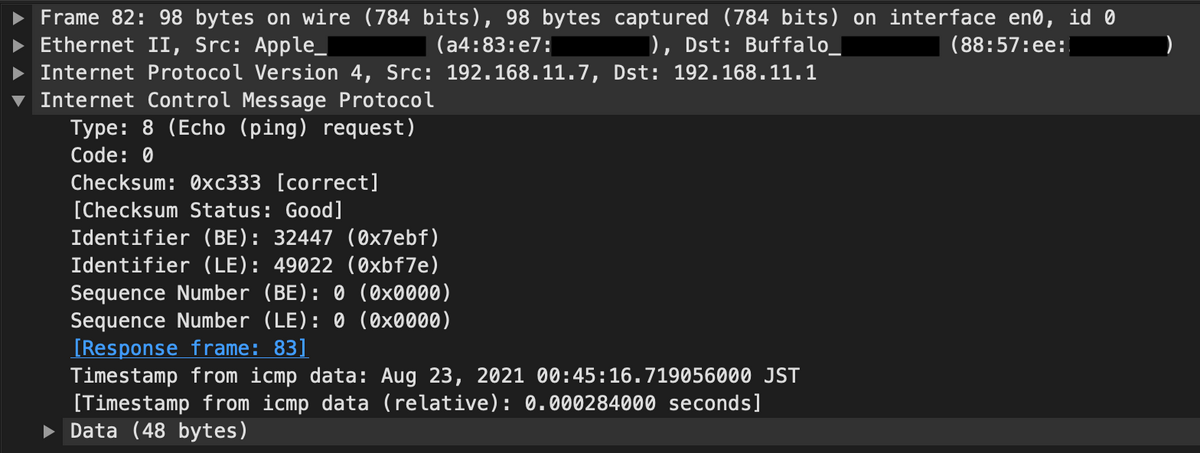 Frame 82: 98 bytes on wire (784 bits), 98 bytes captured (784 bits) on interface en0, id 0
Ethernet II, Src: Apple_ (a4:83:e7: ), Dst: Buffalo_ (88:57:ee: )
Internet Protocol Version 4, Src: 192.168.11.7, Dst: 192.168.11.1
Internet Control Message Protocol
Type: 8 (Echo (ping) request)
Code: 0
Checksum: 0xc333 [correct]
[Checksum Status: Good]
Identifier (BE): 32447 (0x7ebf)
Identifier (LE): 49022 (0xbf7e)
Sequence Number (BE): 0 (0x0000)
Sequence Number (LE): 0 (0x0000)
[Response frame: 83]
Timestamp from icmp data: Aug 23, 2021 00:45:16.719056000 JST
[Timestamp from icmp data (relative): 0.000284000 seconds]
Data (48 bytes)